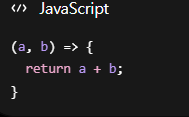 </> JavaScript
(a, b) => {
  return a + b;
}